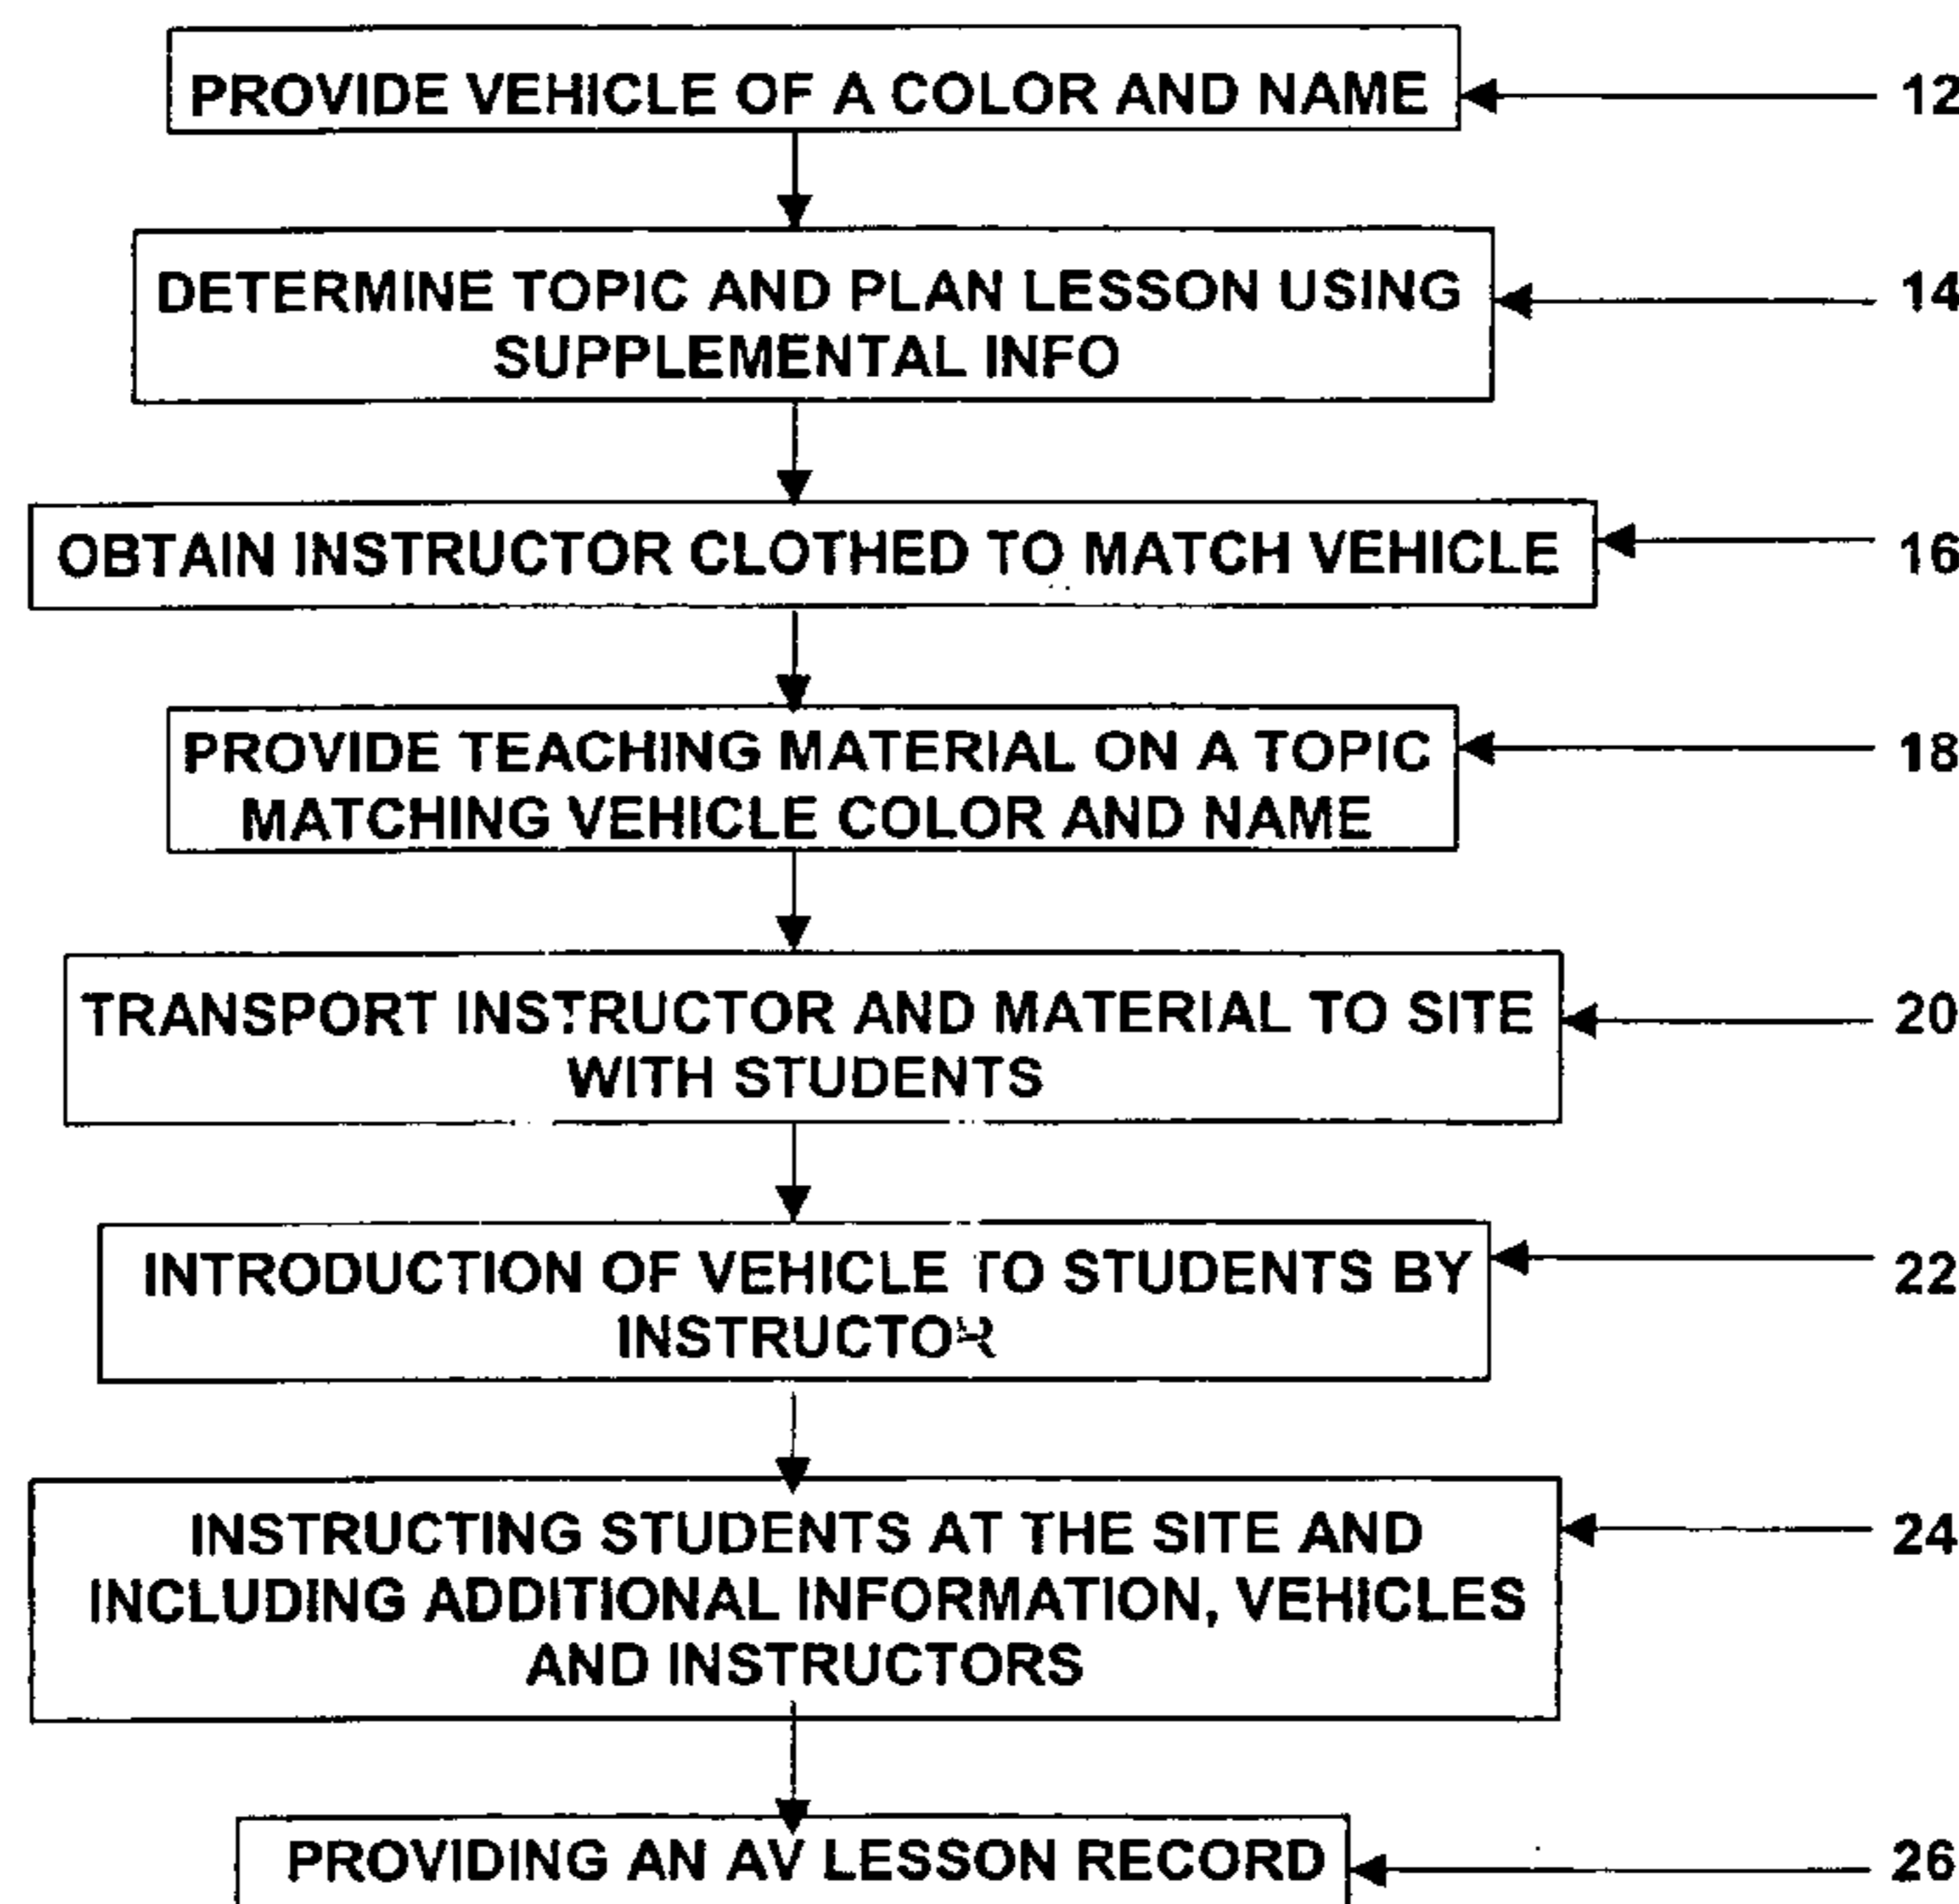 PROVIDE VEHICLE OF A COLOR AND NAME
12
DETERMINE TOPIC AND PLAN LESSON USING
SUPPLEMENTAL INFO
14
OBTAIN INSTRUCTOR CLOTHED TO MATCH VEHICLE
16
PROVIDE TEACHING MATERIAL ON A TOPIC
MATCHING VEHICLE COLOR AND NAME
18
TRANSPORT INSTRUCTOR AND MATERIAL TO SITE
WITH STUDENTS
20
INTRODUCTION OF VEHICLE TO STUDENTS BY
INSTRUCTOR
22
INSTRUCTING STUDENTS AT THE SITE AND
INCLUDING ADDITIONAL INFORMATION, VEHICLES
AND INSTRUCTORS
24
PROVIDING AN AV LESSON RECORD
26